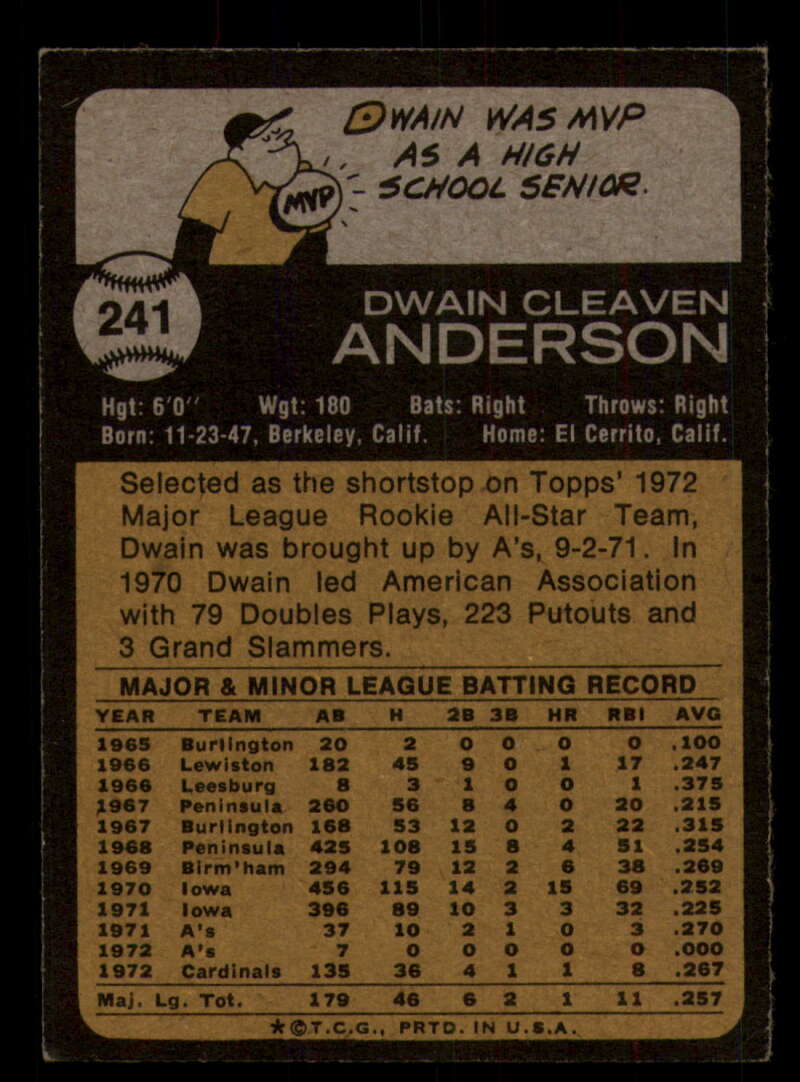 DWAIN WAS MVP
AS A HIGH
SCHOOL SENIOR.
MVP
241
DWAIN CLEAVEN
ANDERSON
Hgt: 6'0" Wgt: 180 Bats: Right Throws: Right
Born: 11-23-47, Berkeley, Calif. Home: El Cerrito, Calif.
Selected as the shortstop on Topps' 1972
Major League Rookie All-Star Team,
Dwain was brought up by A's, 9-2-71. In
1970 Dwain led American Association
with 79 Doubles Plays, 223 Putouts and
3 Grand Slammers.
MAJOR & MINOR LEAGUE BATTING RECORD
YEAR TEAM AB H 2B 3B HR RBI AVG
1965 Burlington 20 2 0 0 0 0 .100
1966 Lewiston 182 45 9 0 1 17 .247
1966 Leesburg 8 3 1 0 0 1 .375
1967 Peninsula 260 56 8 4 0 20 .215
1967 Burlington 168 53 12 0 2 22 .315
1968 Peninsula 425 108 15 8 4 51 .254
1969 Birm'ham 294 79 12 2 6 38 .269
1970 Iowa 456 115 14 2 15 69 .252
1971 Iowa 396 89 10 3 3 32 .225
1971 A's 37 10 2 1 0 3 .270
1972 A's 7 0 0 0 0 0 .000
1972 Cardinals 135 36 4 1 1 8 .267
Maj. Lg. Tot. 179 46 6 2 1 11 .257
★©T.C.G., PRTD. IN U.S.A.